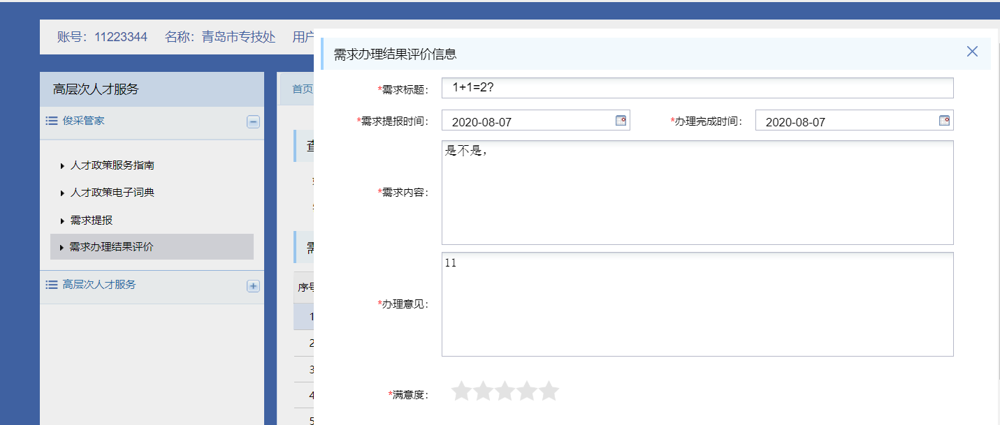 账号：11223344 名称：青岛市专技处 用户
高层次人才服务
俊采管家
人才政策服务指南
人才政策电子词典
需求提报
需求办理结果评价
高层次人才服务
首页
序号
1
2
3
4
5
需求办理结果评价信息
*需求标题： 1+1=2?
*需求提报时间： 2020-08-07 *办理完成时间： 2020-08-07
*需求内容： 是不是，
*办理意见： 11
*满意度：